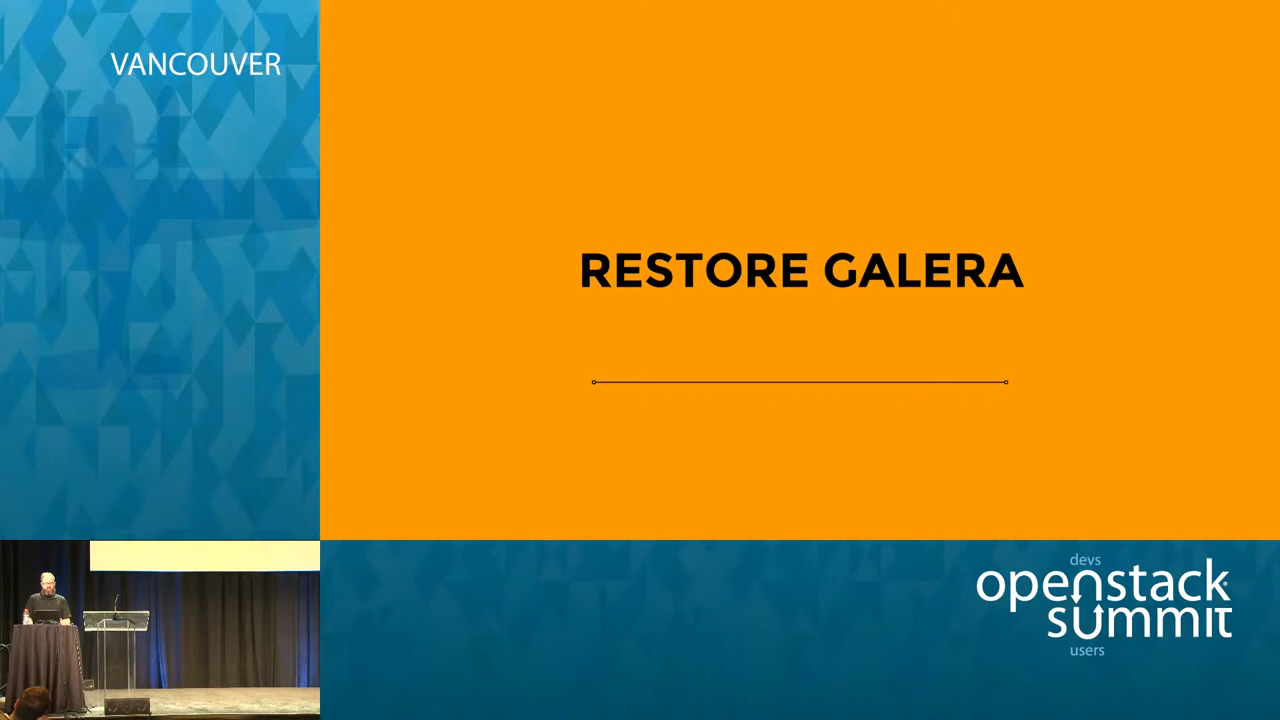 VANCOUVER
RESTORE GALERA
devs
openstack
summit
users